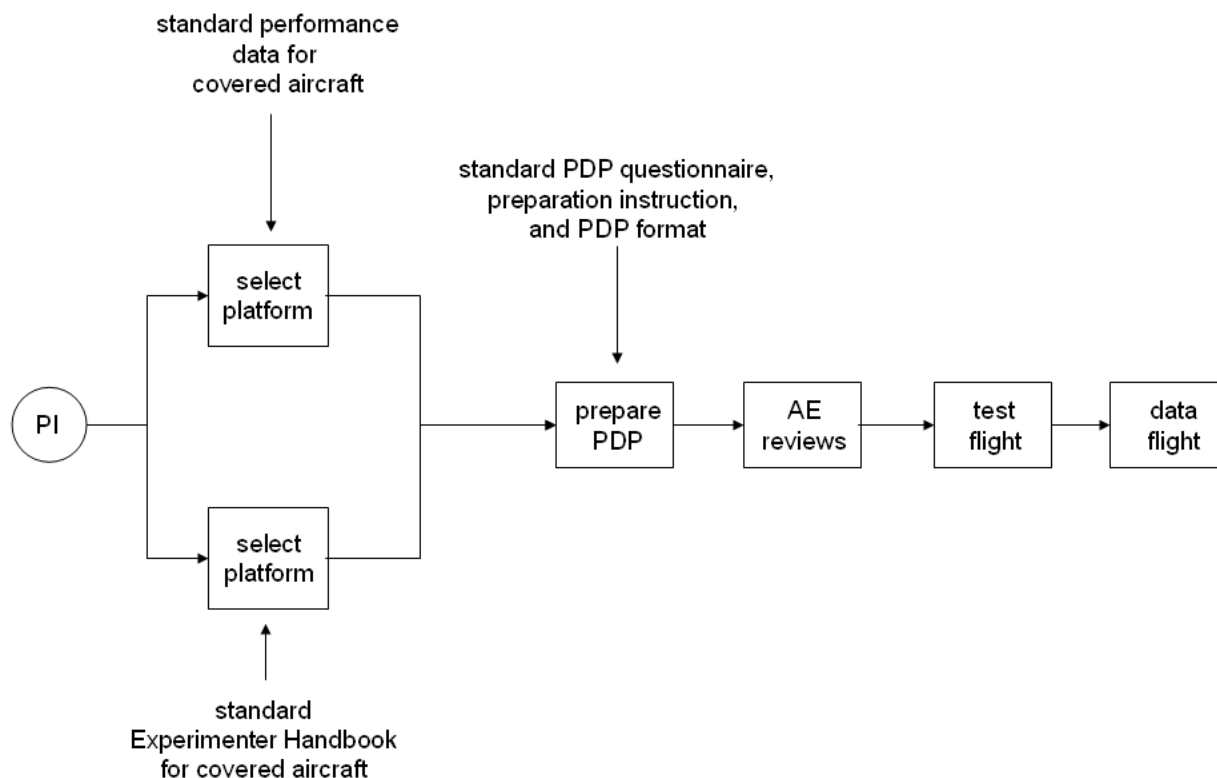 standard performance
data for
covered aircraft
standard PDP questionnaire,
preparation instruction,
and PDP format
select
platform
PI
prepare
PDP
AE
reviews
test
flight
data
flight
select
platform
standard
Experimenter Handbook
for covered aircraft